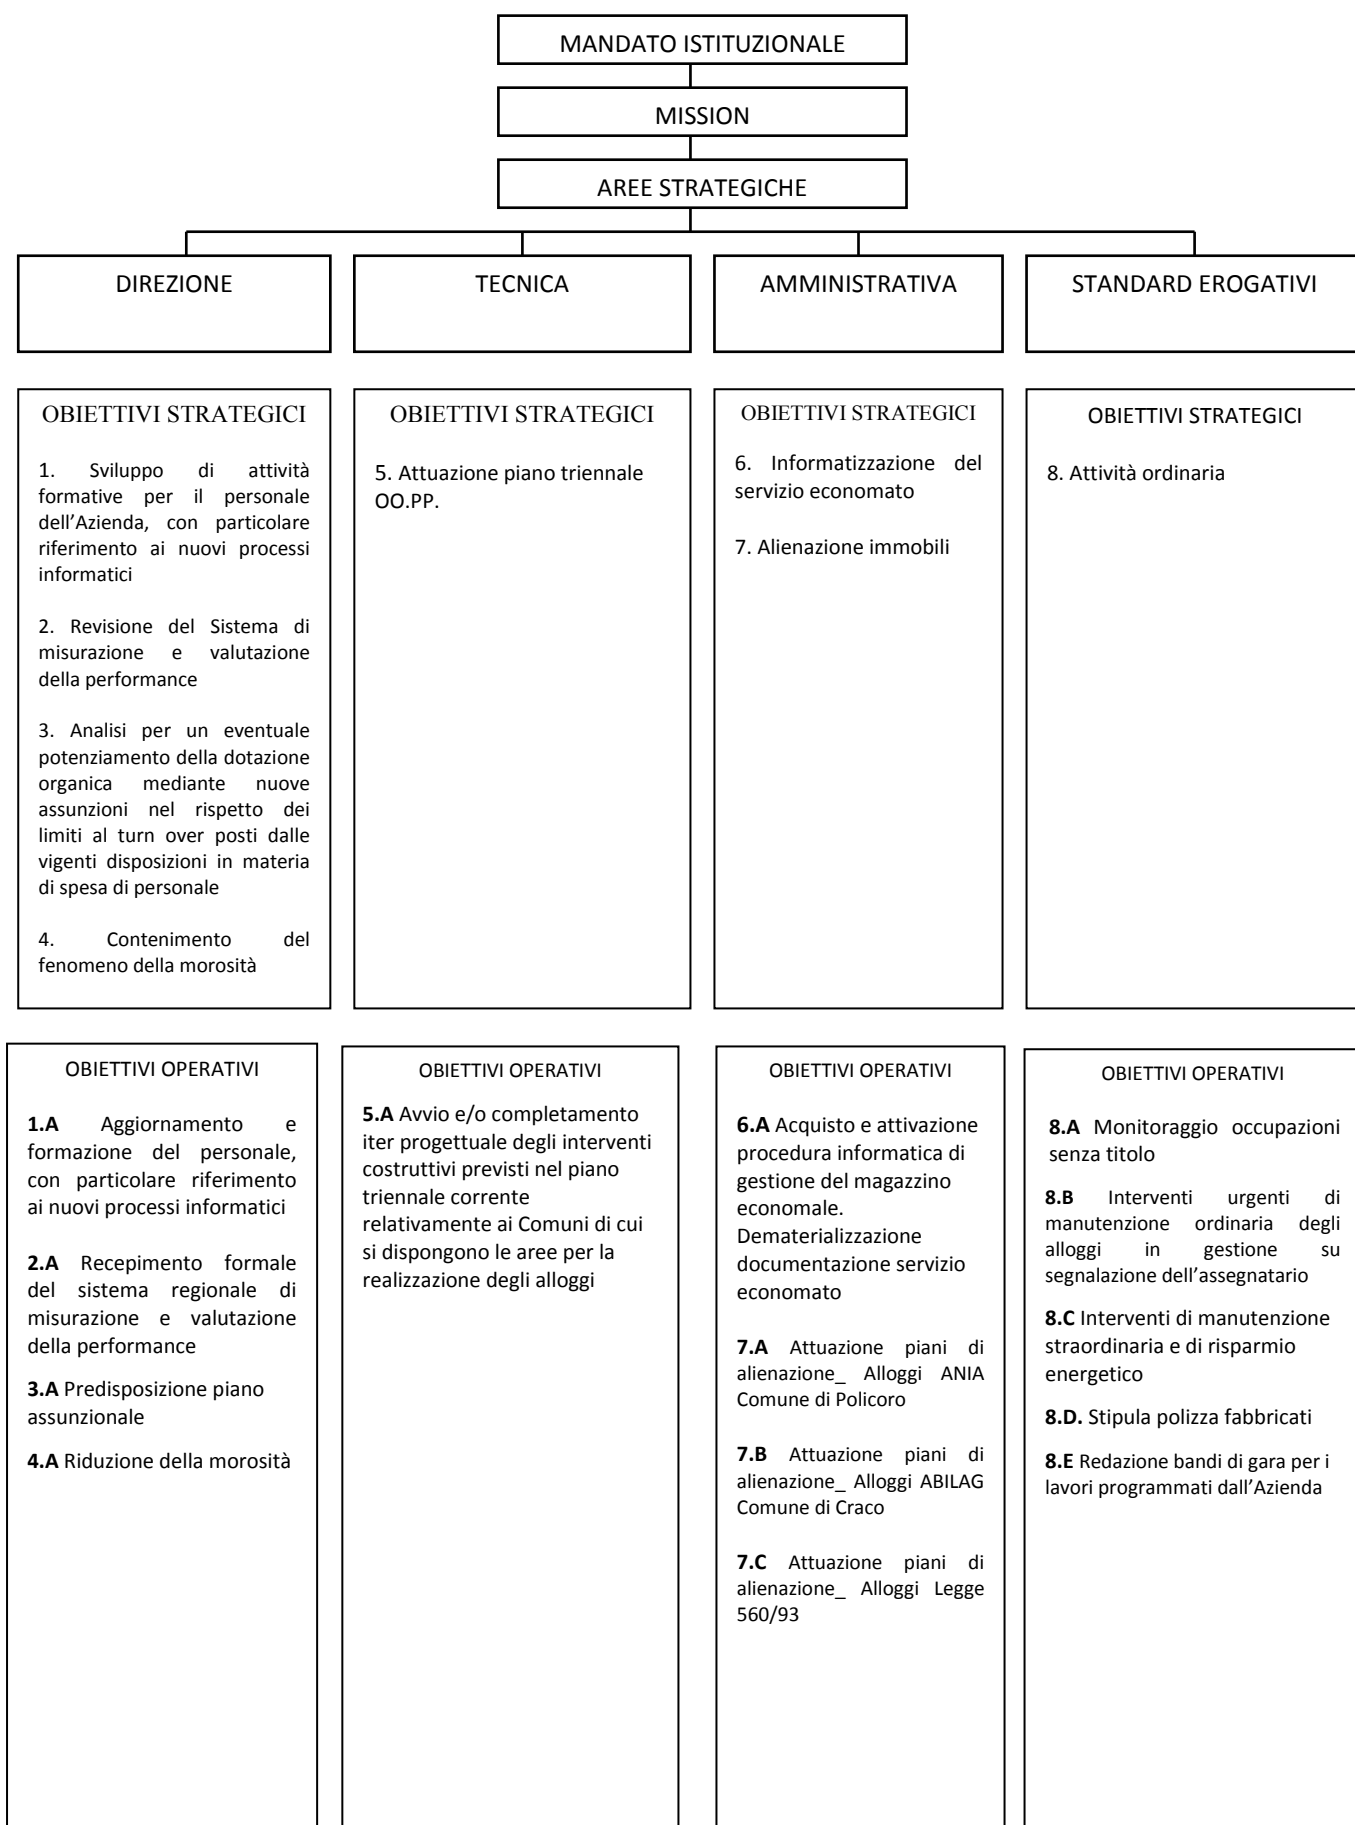 MANDATO ISTITUZIONALE
MISSION
AREE STRATEGICHE
DIREZIONE
TECNICA
AMMINISTRATIVA
STANDARD EROGATIVI
OBIETTIVI STRATEGICI
1. Sviluppo di attività
formative per il personale
dell’Azienda, con particolare
riferimento ai nuovi processi
informatici
2. Revisione del Sistema di
misurazione e valutazione
della performance
3. Analisi per un eventuale
potenziamento della dotazione
organica mediante nuove
assunzioni nel rispetto dei
limiti al turn over posti dalle
vigenti disposizioni in materia
di spesa di personale
4. Contenimento del
fenomeno della morosità
OBIETTIVI STRATEGICI
5. Attuazione piano triennale
OO.PP.
OBIETTIVI STRATEGICI
6. Informatizzazione del
servizio economato
7. Alienazione immobili
OBIETTIVI STRATEGICI
8. Attività ordinaria
OBIETTIVI OPERATIVI
1.A Aggiornamento e
formazione del personale,
con particolare riferimento
ai nuovi processi informatici
2.A Recepimento formale
del sistema regionale di
misurazione e valutazione
della performance
3.A Predisposizione piano
assunzionale
4.A Riduzione della morosità
OBIETTIVI OPERATIVI
5.A Avvio e/o completamento
iter progettuale degli interventi
costruttivi previsti nel piano
triennale corrente
relativamente ai Comuni di cui
si dispongono le aree per la
realizzazione degli alloggi
OBIETTIVI OPERATIVI
6.A Acquisto e attivazione
procedura informatica di
gestione del magazzino
economale.
Dematerializzazione
documentazione servizio
economato
7.A Attuazione piani di
alienazione_ Alloggi ANIA
Comune di Policoro
7.B Attuazione piani di
alienazione_ Alloggi ABILAG
Comune di Craco
7.C Attuazione piani di
alienazione_ Alloggi Legge
560/93
OBIETTIVI OPERATIVI
8.A Monitoraggio occupazioni
senza titolo
8.B Interventi urgenti di
manutenzione ordinaria degli
alloggi in gestione su
segnalazione dell’assegnatario
8.C Interventi di manutenzione
straordinaria e di risparmio
energetico
8.D. Stipula polizza fabbricati
8.E Redazione bandi di gara per i
lavori programmati dall’Azienda